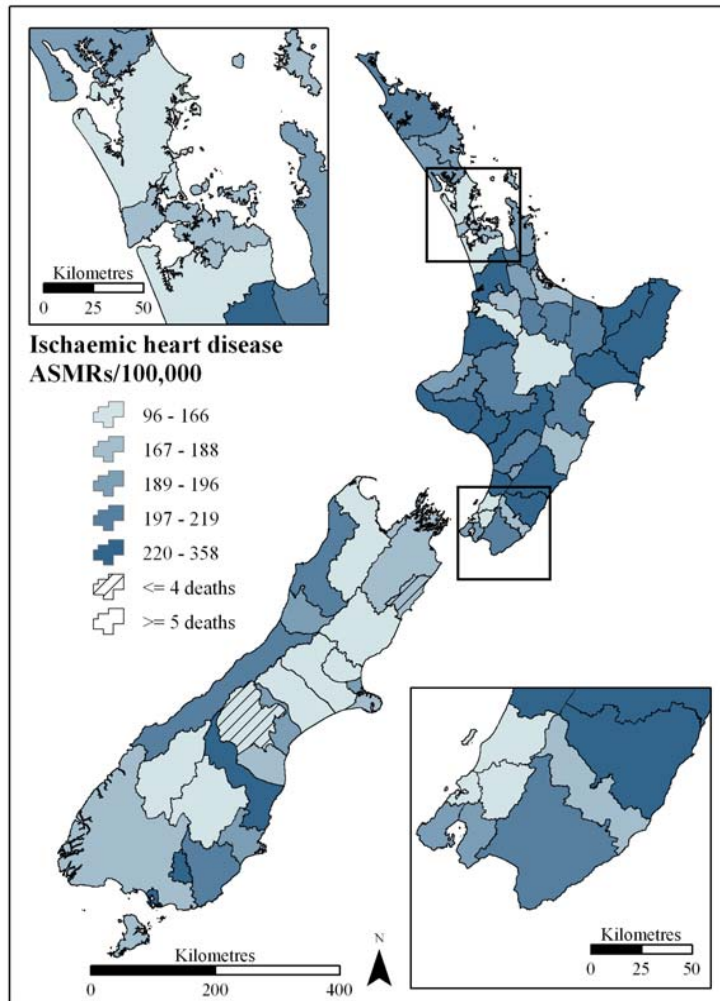 Kilometres
0 25 50
Ischaemic heart disease
ASMRs/100,000
96 - 166
167 - 188
189 - 196
197 - 219
220 - 358
<= 4 deaths
>= 5 deaths
Kilometres
0 200 400
N
Kilometres
0 25 50